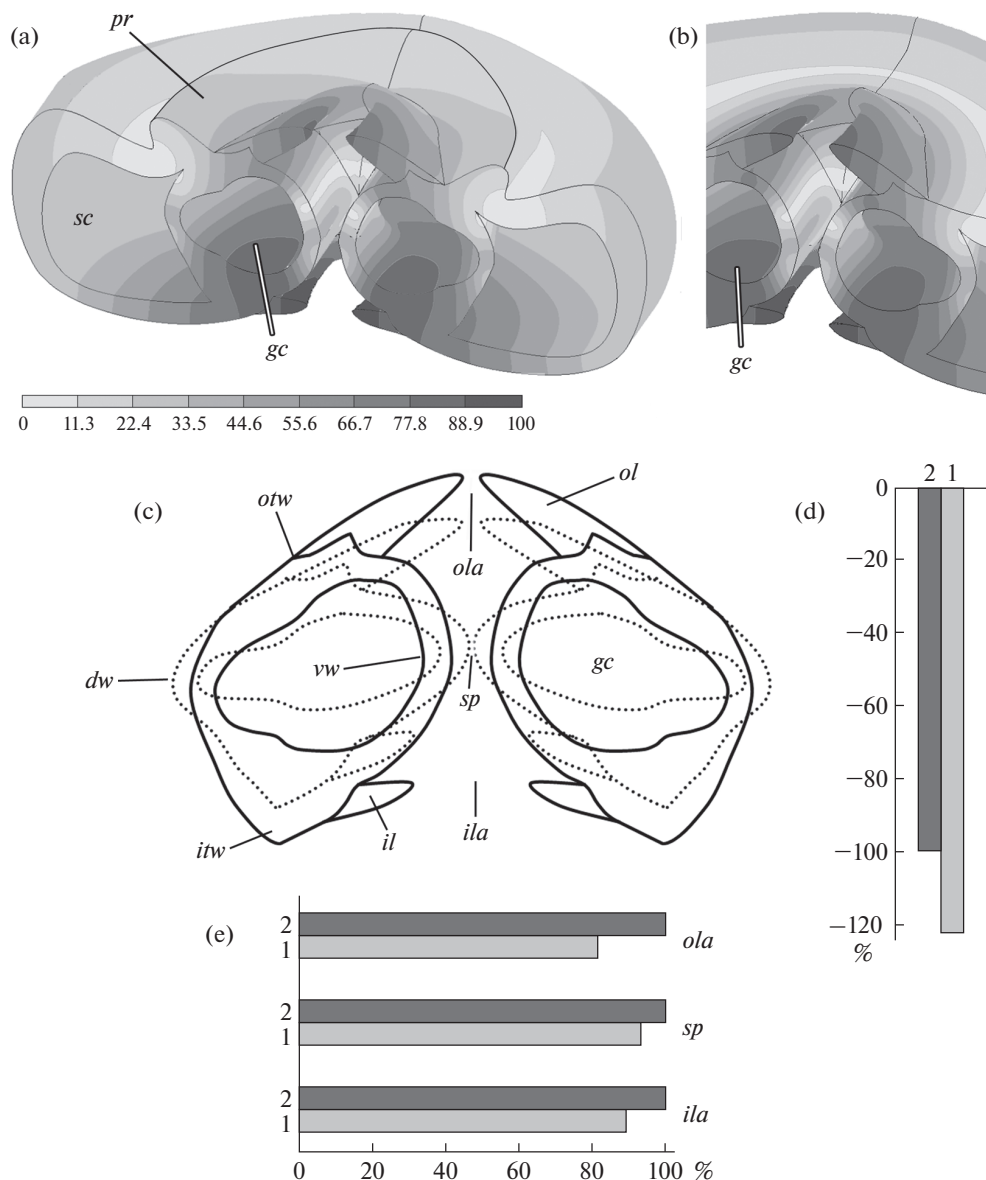 (a)
pr
sc
gc
0 11.3 22.4 33.5 44.6 55.6 66.7 77.8 88.9 100
(b)
gc
(c)
otw
ol
ola
dw
vw
sp
gc
itw
il
ila
(d)
2 1
0
−20
−40
−60
−80
−100
−120
%
(e)
2
1
ola
2
1
sp
2
1
ila
0 20 40 60 80 100 %